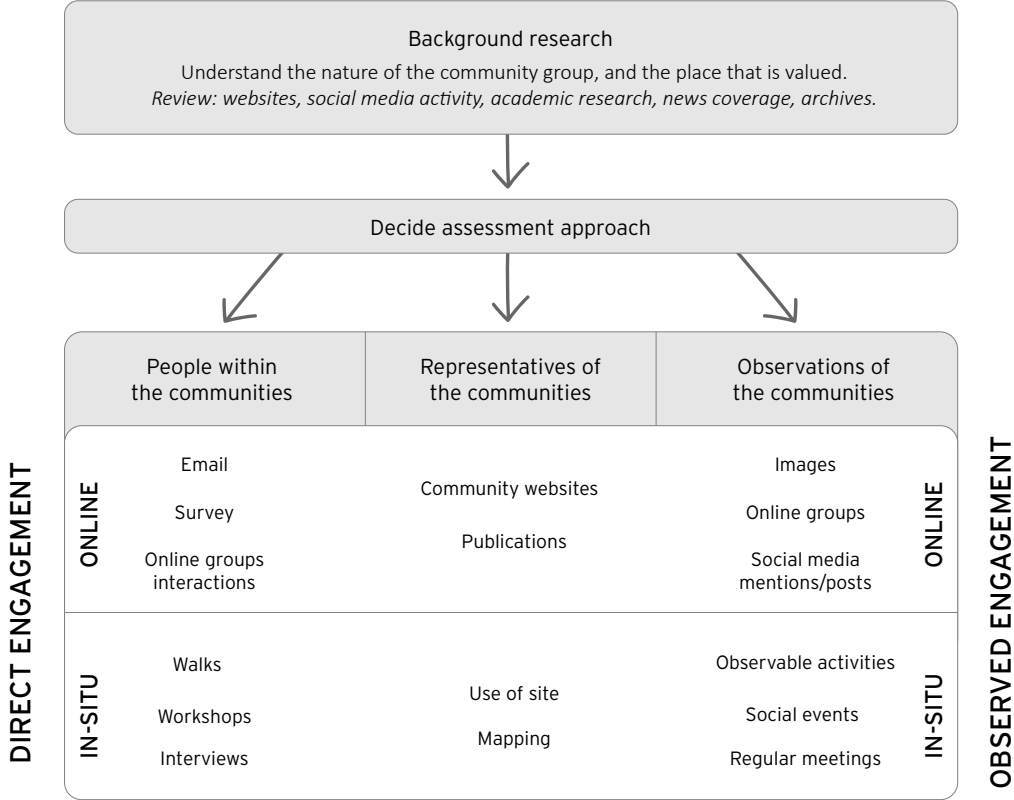 Background research
Understand the nature of the community group, and the place that is valued.
Review: websites, social media activity, academic research, news coverage, archives.
Decide assessment approach
People within
the communities
Representatives of
the communities
Observations of
the communities
DIRECT ENGAGEMENT
ONLINE
Email
Survey
Online groups
interactions
Community websites
Publications
Images
Online groups
Social media
mentions/posts
ONLINE
IN-SITU
Walks
Workshops
Interviews
Use of site
Mapping
Observable activities
Social events
Regular meetings
IN-SITU
OBSERVED ENGAGEMENT